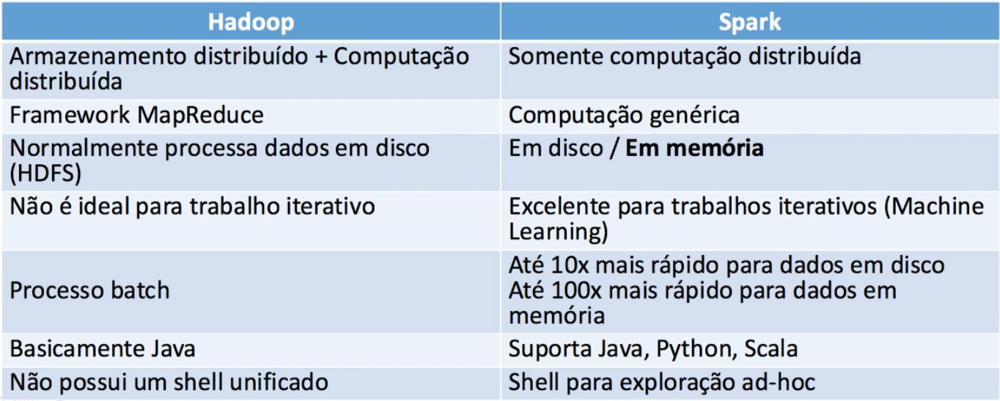 Hadoop
Spark
Armazenamento distribuído + Computação
distribuída
Somente computação distribuída
Framework MapReduce
Computação genérica
Normalmente processa dados em disco
(HDFS)
Em disco / Em memória
Não é ideal para trabalho iterativo
Excelente para trabalhos iterativos (Machine
Learning)
Processo batch
Até 10x mais rápido para dados em disco
Até 100x mais rápido para dados em
memória
Basicamente Java
Suporta Java, Python, Scala
Não possui um shell unificado
Shell para exploração ad-hoc